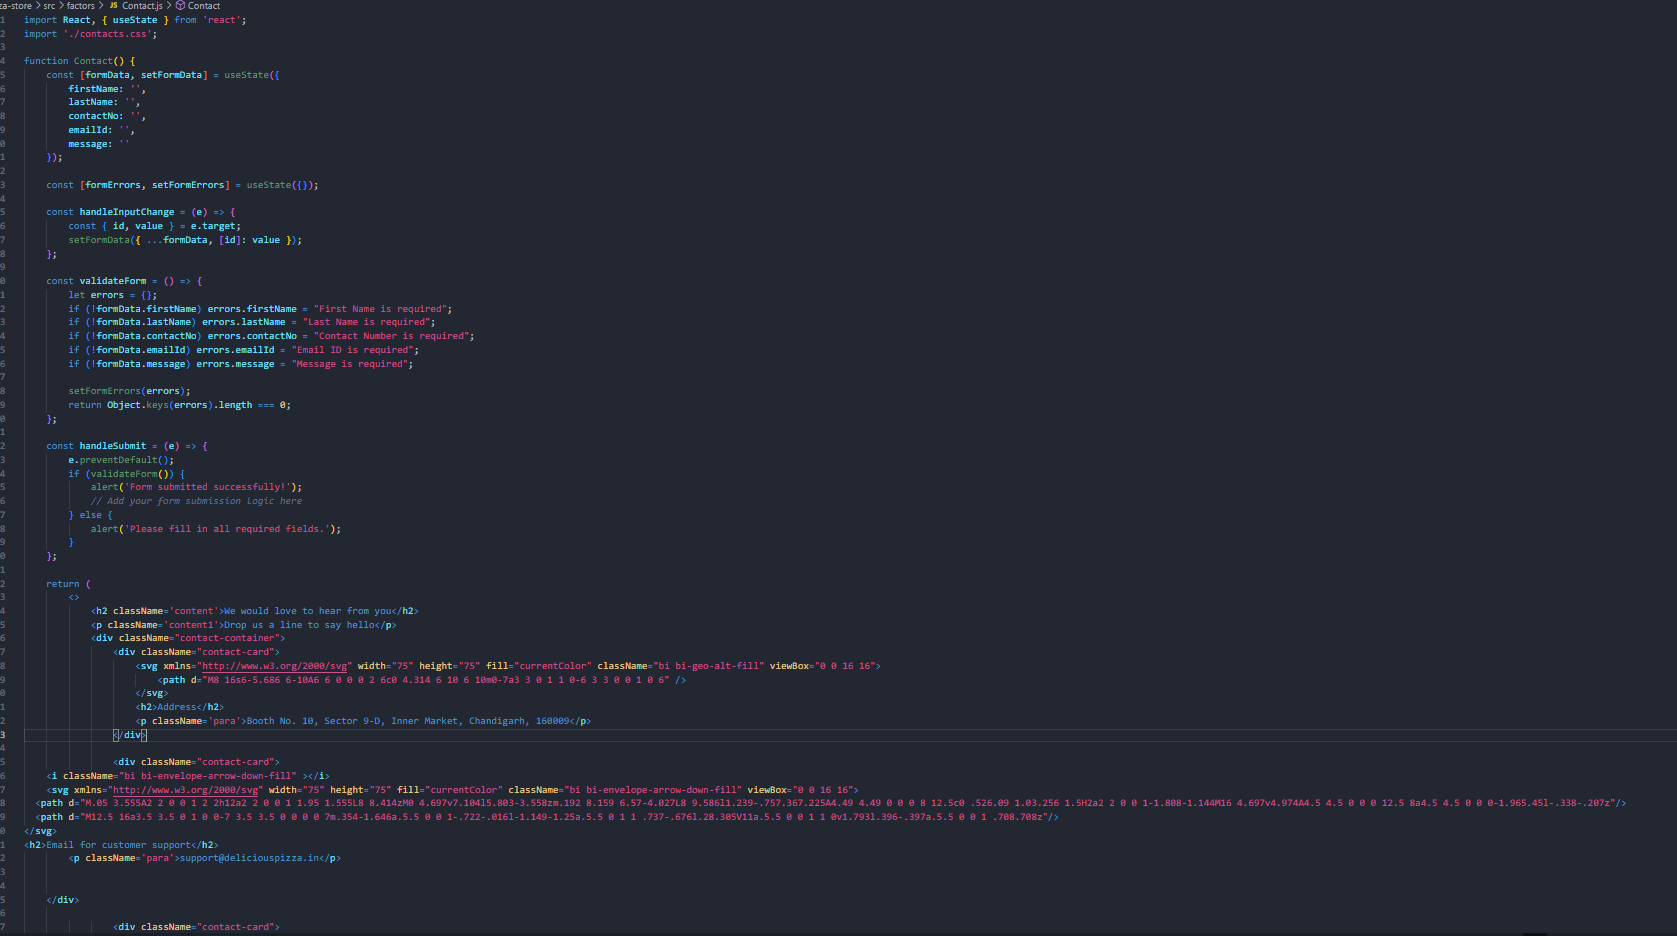 za-store > src > factors > JS Contact.js > Contact
1 import React, { useState } from 'react';
2 import './contacts.css';
3
4 function Contact() {
5 const [formData, setFormData] = useState({
6 firstName: '',
7 lastName: '',
8 contactNo: '',
9 emailId: '',
0 message: ''
1 });
2
3 const [formErrors, setFormErrors] = useState({});
4
5 const handleInputChange = (e) => {
6 const { id, value } = e.target;
7 setFormData({ ...formData, [id]: value });
8 };
9
0 const validateForm = () => {
1 let errors = {};
2 if (!formData.firstName) errors.firstName = "First Name is required";
3 if (!formData.lastName) errors.lastName = "Last Name is required";
4 if (!formData.contactNo) errors.contactNo = "Contact Number is required";
5 if (!formData.emailId) errors.emailId = "Email ID is required";
6 if (!formData.message) errors.message = "Message is required";
7
8 setFormErrors(errors);
9 return Object.keys(errors).length === 0;
0 };
1
2 const handleSubmit = (e) => {
3 e.preventDefault();
4 if (validateForm()) {
5 alert('Form submitted successfully!');
6 // Add your form submission logic here
7 } else {
8 alert('Please fill in all required fields.');
9 }
0 };
1
2 return (
3 <>
4 <h2 className='content'>We would love to hear from you</h2>
5 <p className='content1'>Drop us a line to say hello</p>
6 <div className="contact-container">
7 <div className="contact-card">
8 <svg xmlns="http://www.w3.org/2000/svg" width="75" height="75" fill="currentColor" className="bi bi-geo-alt-fill" viewBox="0 0 16 16">
9 <path d="M8 16s6-5.686 6-10A6 6 0 0 0 2 6c0 4.314 6 10 6 10m0-7a3 3 0 1 1 0-6 3 3 0 0 1 0 6" />
0 </svg>
1 <h2>Address</h2>
2 <p className='para'>Booth No. 10, Sector 9-D, Inner Market, Chandigarh, 160009</p>
3 </div>
4
5 <div className="contact-card">
6 <i className="bi bi-envelope-arrow-down-fill" ></i>
7 <svg xmlns="http://www.w3.org/2000/svg" width="75" height="75" fill="currentColor" className="bi bi-envelope-arrow-down-fill" viewBox="0 0 16 16">
8 <path d="M.05 3.555A2 2 0 0 1 2 2h12a2 2 0 0 1 1.95 1.555L8 8.414zM0 4.697v7.104l5.803-3.558zm.192 8.159 6.57-4.027L8 9.586l1.239-.757.367.225A4.49 4.49 0 0 0 8 12.5c0 .526.09 1.03.256 1.5H2a2 2 0 0 1-1.808-1.144M16 4.697v4.974A4.5 4.5 0 0 0 12.5 8a4.5 4.5 0 0 0-1.965.45l-.338-.207z"/>
9 <path d="M12.5 16a3.5 3.5 0 1 0 0-7 3.5 3.5 0 0 0 0 7m.354-1.646a.5.5 0 0 1-.722-.016l-1.149-1.25a.5.5 0 1 1 .737-.676l.28.305V11a.5.5 0 0 1 1 0v1.793l.396-.397a.5.5 0 0 1 .708.708z"/>
0 </svg>
1 <h2>Email for customer support</h2>
2 <p className='para'>support@deliciouspizza.in</p>
3
4
5 </div>
6
7 <div className="contact-card">